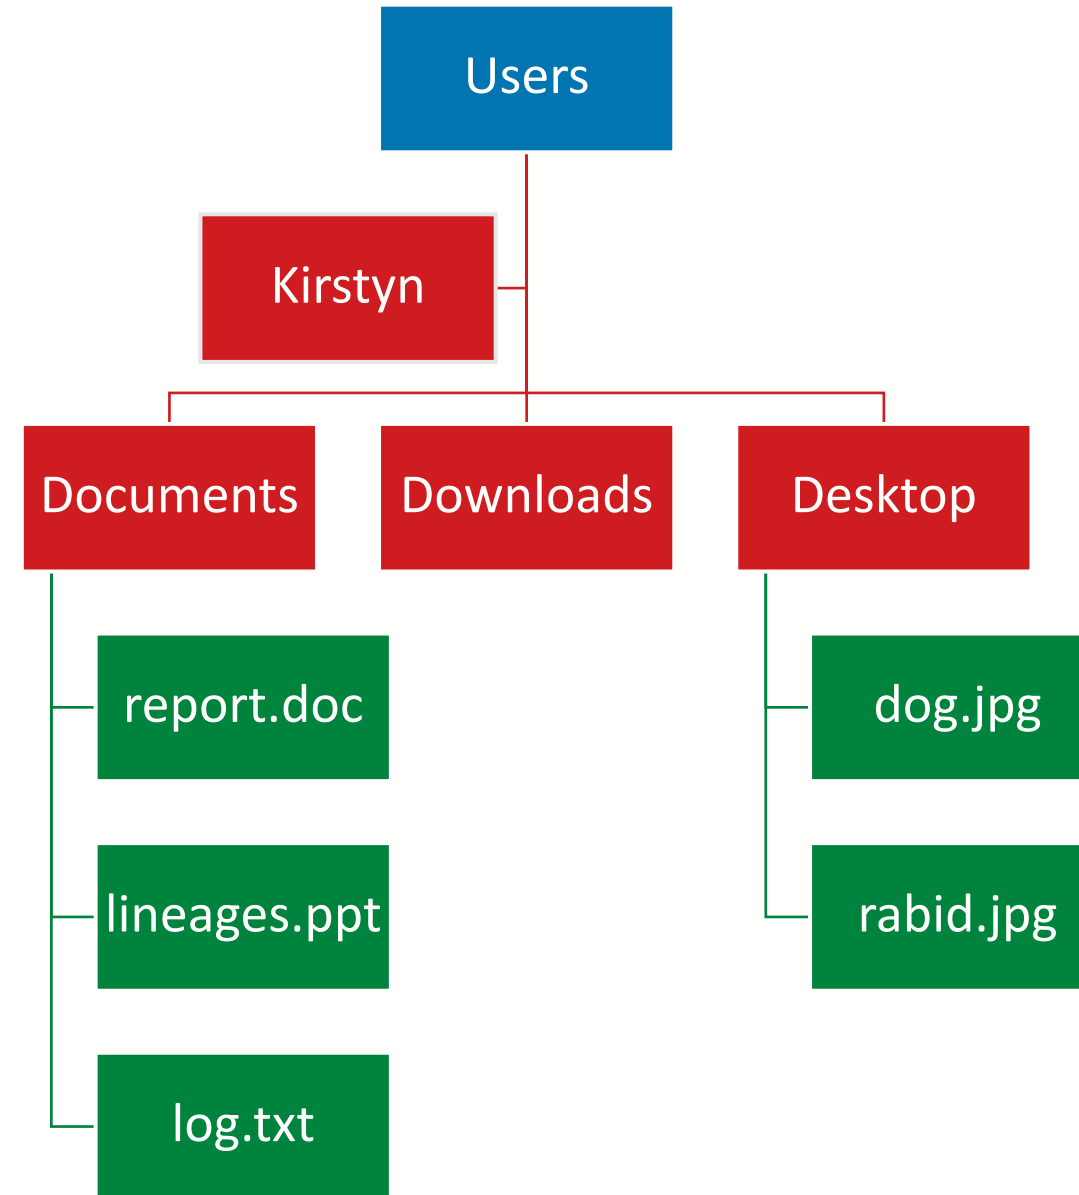 Users
Kirstyn
Documents
Downloads
Desktop
report.doc
dog.jpg
lineages.ppt
rabid.jpg
log.txt